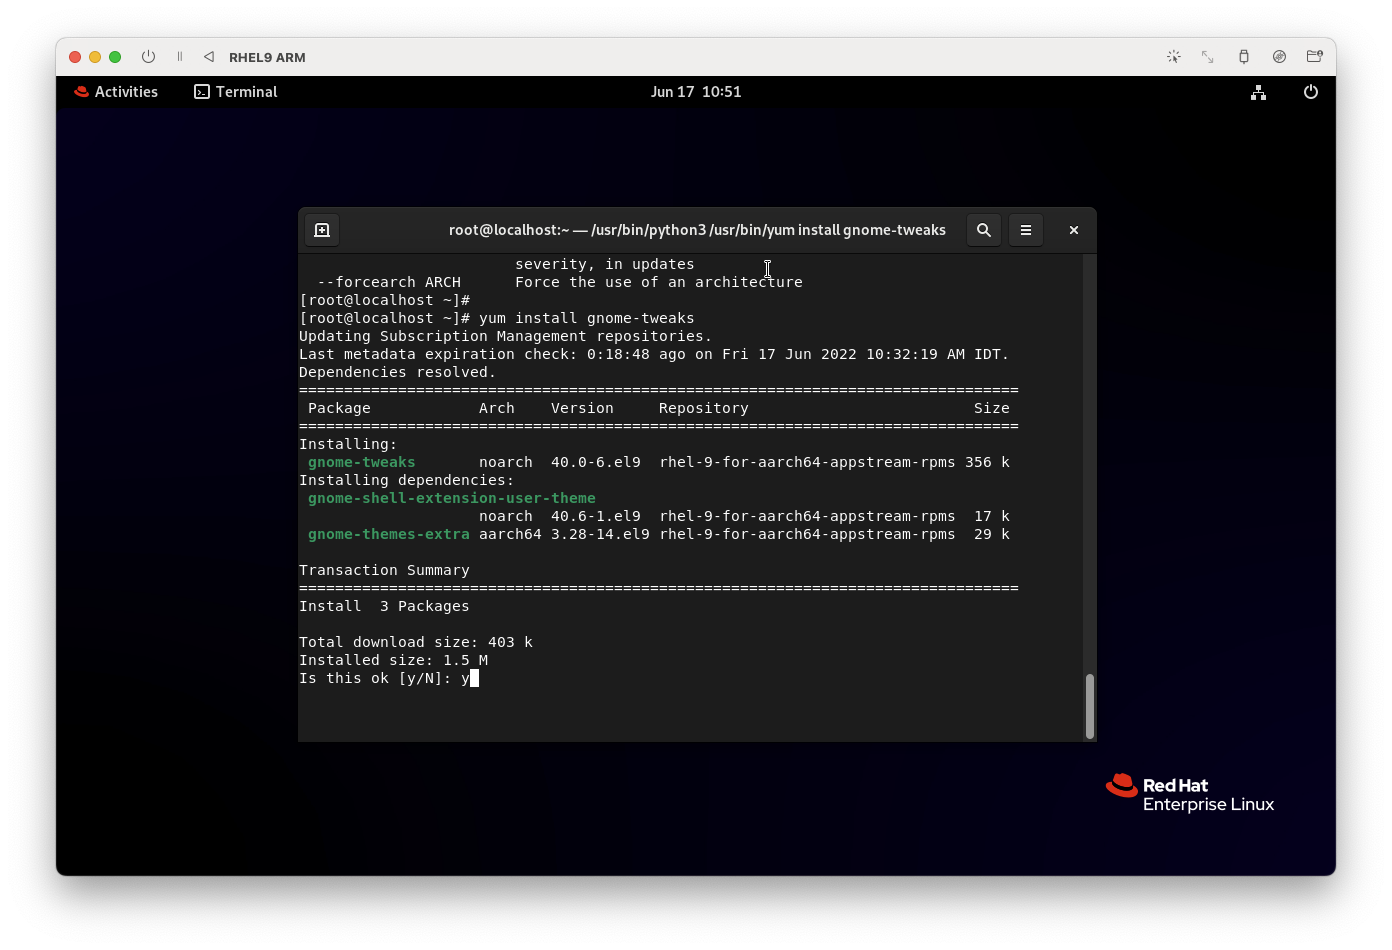 RHEL9 ARM
Activities
Terminal
Jun 17 10:51
root@localhost:~ — /usr/bin/python3 /usr/bin/yum install gnome-tweaks
                        severity, in updates
  --forcearch ARCH      Force the use of an architecture
[root@localhost ~]#
[root@localhost ~]# yum install gnome-tweaks
Updating Subscription Management repositories.
Last metadata expiration check: 0:18:48 ago on Fri 17 Jun 2022 10:32:19 AM IDT.
Dependencies resolved.
================================================================================
 Package            Arch    Version     Repository                         Size
================================================================================
Installing:
 gnome-tweaks       noarch  40.0-6.el9  rhel-9-for-aarch64-appstream-rpms 356 k
Installing dependencies:
 gnome-shell-extension-user-theme
                    noarch  40.6-1.el9  rhel-9-for-aarch64-appstream-rpms  17 k
 gnome-themes-extra aarch64 3.28-14.el9 rhel-9-for-aarch64-appstream-rpms  29 k
Transaction Summary
================================================================================
Install  3 Packages
Total download size: 403 k
Installed size: 1.5 M
Is this ok [y/N]: y
Red Hat
Enterprise Linux